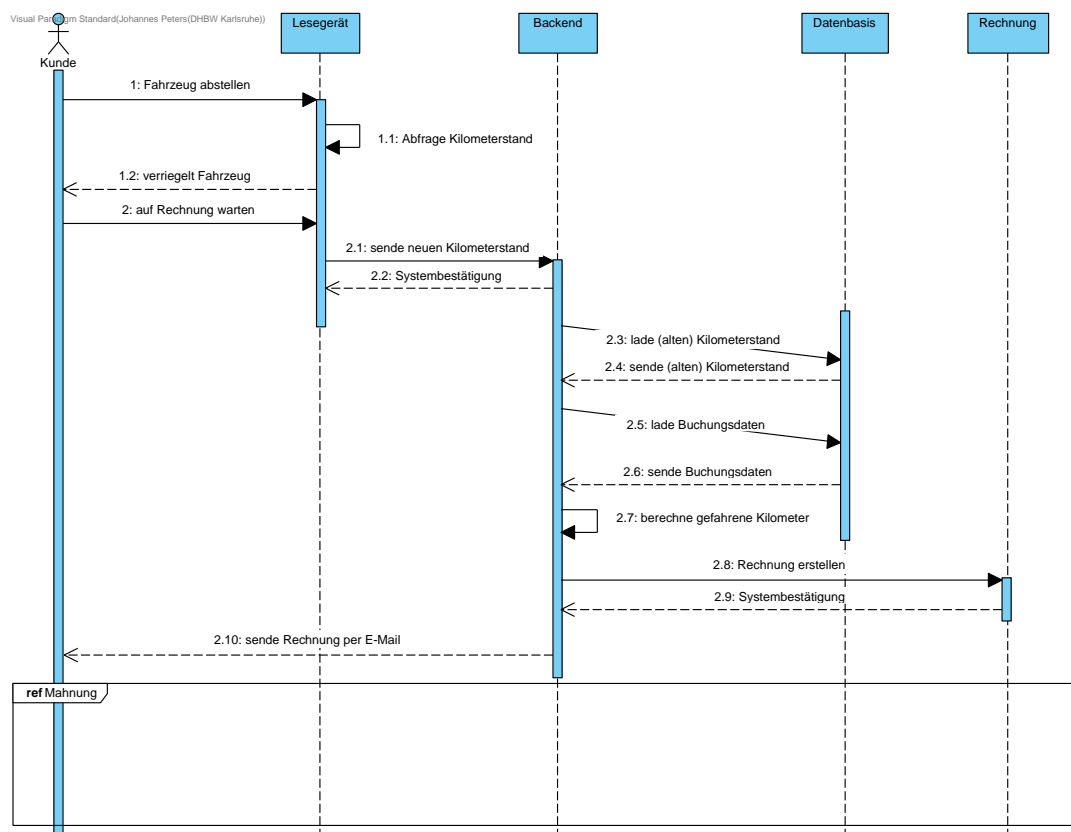 Visual Paradigm Standard(Johannes Peters(DHBW Karlsruhe))
Kunde
Lesegerät
Backend
Datenbasis
Rechnung
1: Fahrzeug abstellen
1.1: Abfrage Kilometerstand
1.2: verriegelt Fahrzeug
2: auf Rechnung warten
2.1: sende neuen Kilometerstand
2.2: Systembestätigung
2.3: lade (alten) Kilometerstand
2.4: sende (alten) Kilometerstand
2.5: lade Buchungsdaten
2.6: sende Buchungsdaten
2.7: berechne gefahrene Kilometer
2.8: Rechnung erstellen
2.9: Systembestätigung
2.10: sende Rechnung per E-Mail
ref Mahnung